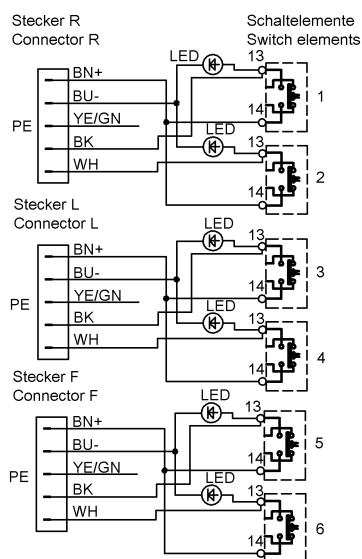 Stecker R
Connector R
Schaltelemente
Switch elements
LED
13
BN+
BU-
1
YE/GN
14
PE
LED
13
BK
WH
2
14
Stecker L
Connector L
LED
13
BN+
BU-
3
YE/GN
14
PE
LED
13
BK
WH
4
14
Stecker F
Connector F
LED
13
BN+
BU-
5
YE/GN
14
PE
LED
13
BK
WH
6
14